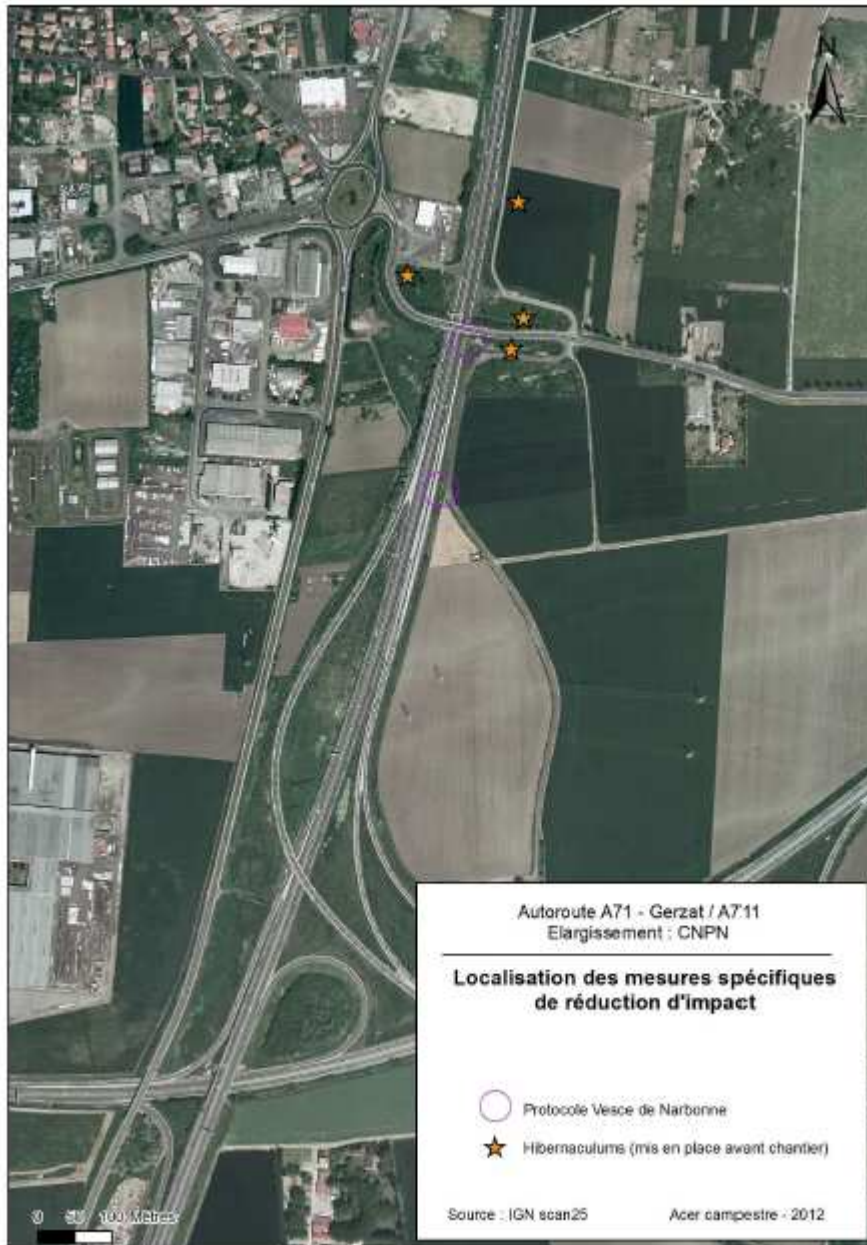 N
Autoroute A71 - Gerzat / A711
Elargissement : CNPN
Localisation des mesures spécifiques
de réduction d'impact
Protocole Vesce de Narbonne
Hibernaculums (mis en place avant chantier)
Source : IGN scan25 Acer campestre - 2012
0 50 100 Mètres